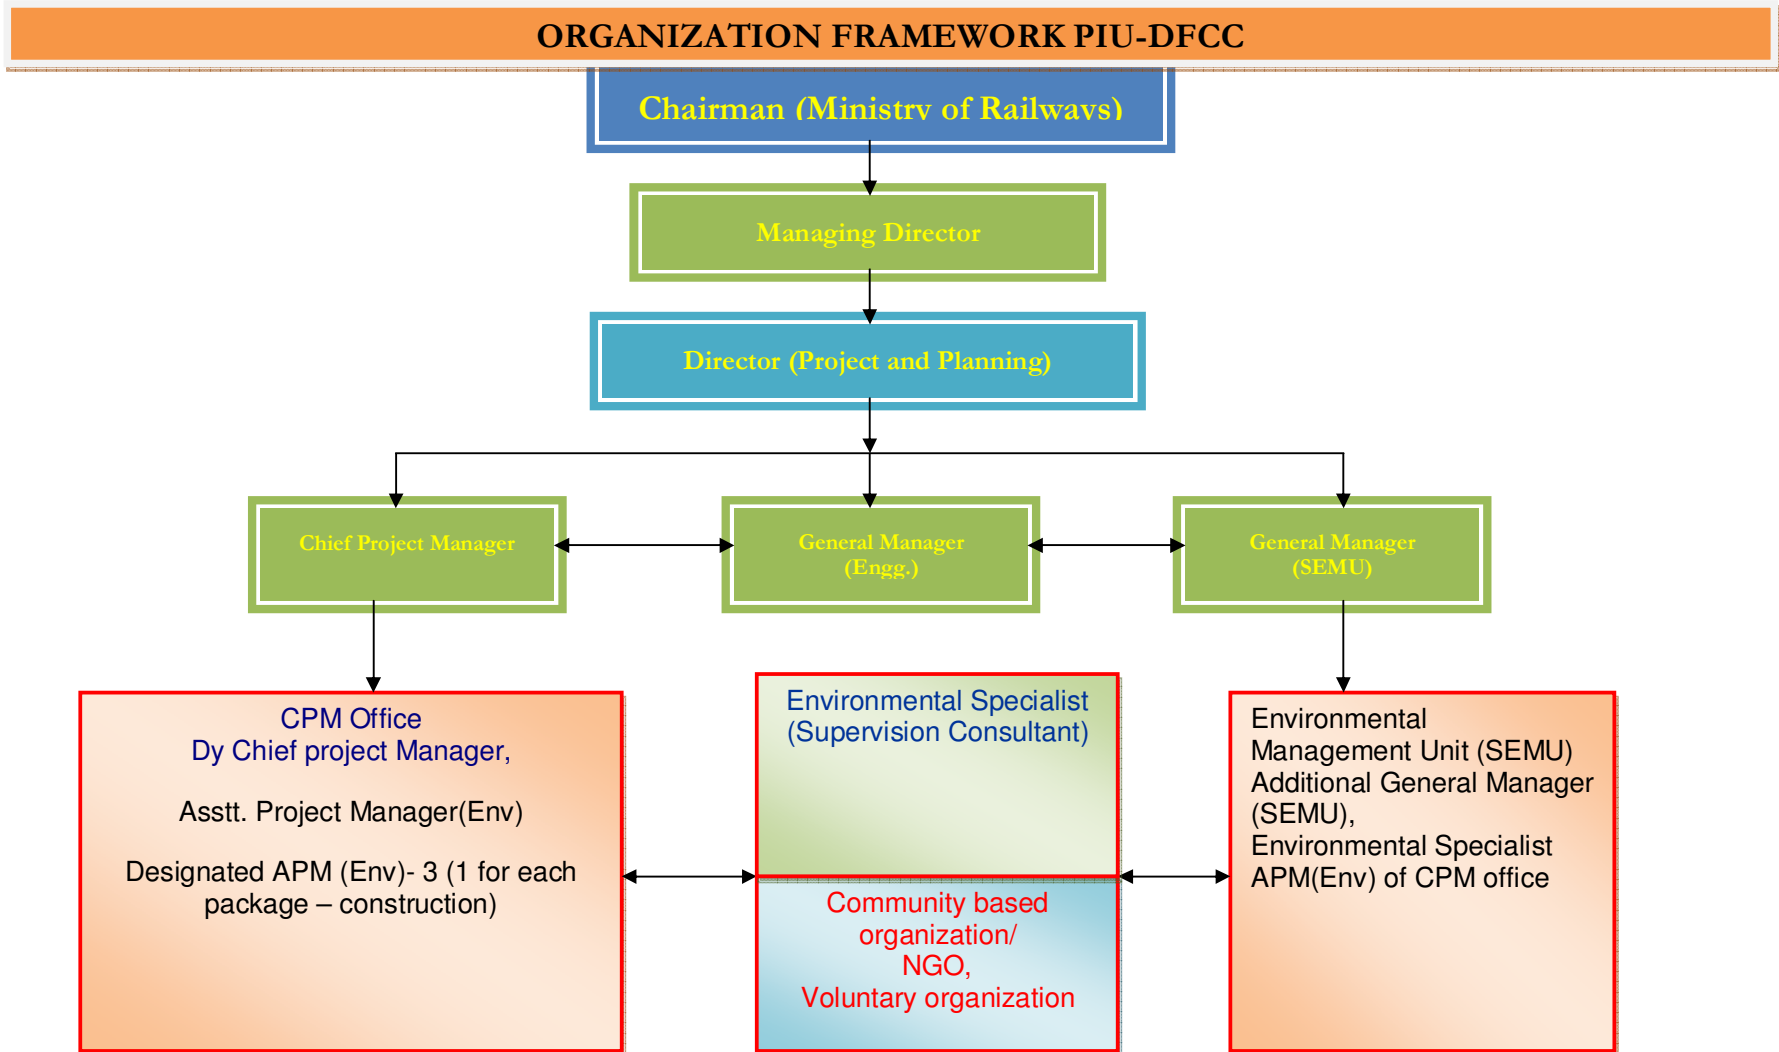 ORGANIZATION FRAMEWORK PIU-DFCC
Chairman (Ministry of Railways)
Managing Director
Director (Project and Planning)
Chief Project Manager
General Manager
(Engg.)
General Manager
(SEMU)
CPM Office
Dy Chief project Manager,
Asstt. Project Manager(Env)
Designated APM (Env)- 3 (1 for each
package – construction)
Environmental Specialist
(Supervision Consultant)
Community based
organization/
NGO,
Voluntary organization
Environmental
Management Unit (SEMU)
Additional General Manager
(SEMU),
Environmental Specialist
APM(Env) of CPM office